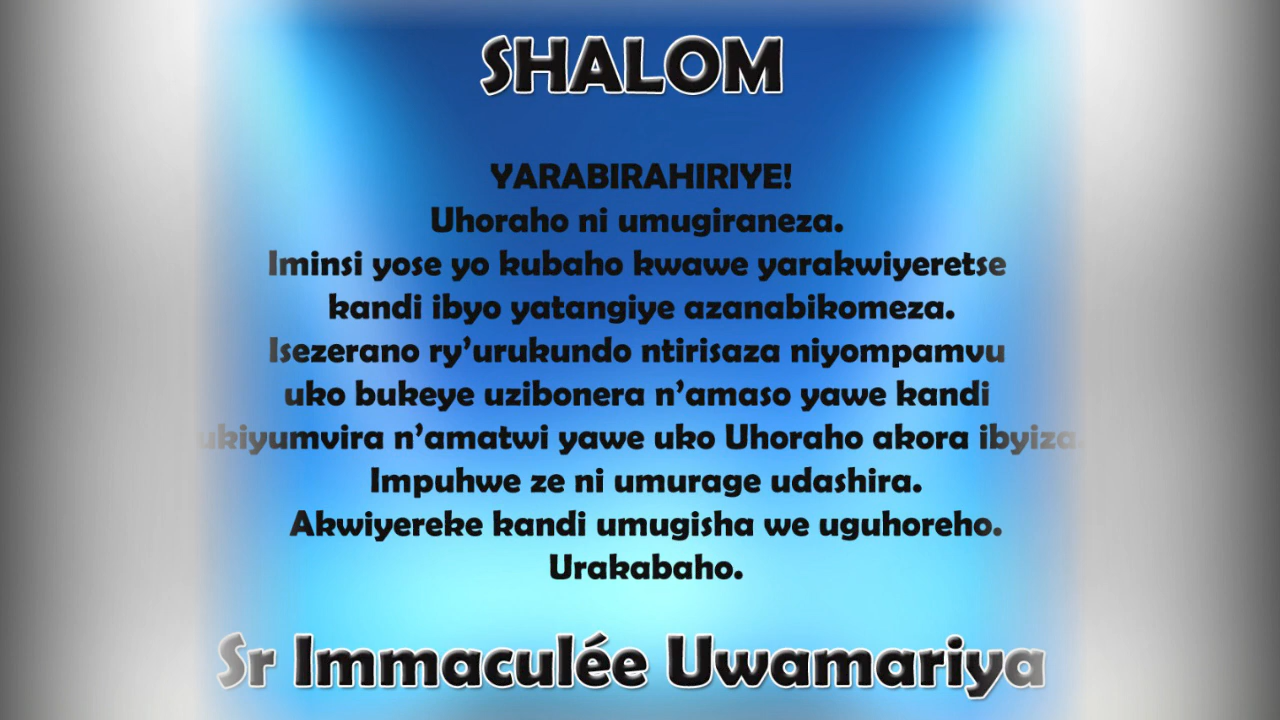 SHALOM
YARABIRAHIRIYE!
Uhoraho ni umugiraneza.
Iminsi yose yo kubaho kwawe yarakwiyeretse
kandi ibyo yatangiye azanabikomeza.
Isezerano ry’urukundo ntirisaza niyompamvu
uko bukeye uzibonera n’amaso yawe kandi
ukiyumvira n’amatwi yawe uko Uhoraho akora ibyiza.
Impuhwe ze ni umurage udashira.
Akwiyereke kandi umugisha we uguhoreho.
Urakabaho.
Sr Immaculée Uwamariya